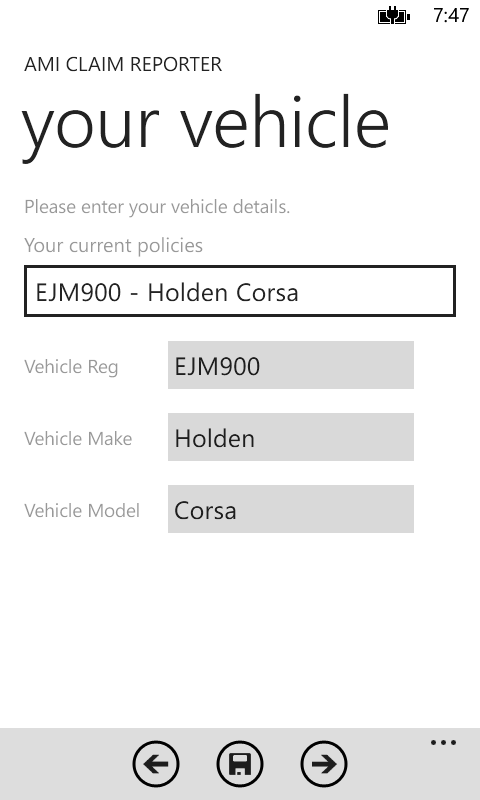 7:47
AMI CLAIM REPORTER
your vehicle
Please enter your vehicle details.
Your current policies
EJM900 - Holden Corsa
Vehicle Reg EJM900
Vehicle Make Holden
Vehicle Model Corsa